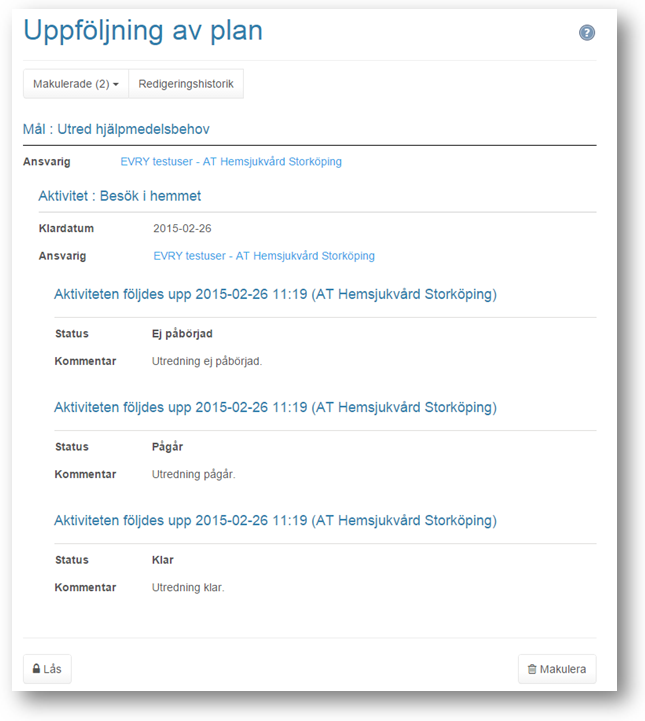 Uppföljning av plan
Makulerade (2) Redigeringshistorik
Mål : Utred hjälpmedelsbehov
Ansvarig EVRY testuser - AT Hemsjukvård Storköping
Aktivitet : Besök i hemmet
Klardatum 2015-02-26
Ansvarig EVRY testuser - AT Hemsjukvård Storköping
Aktiviteten följdes upp 2015-02-26 11:19 (AT Hemsjukvård Storköping)
Status Ej påbörjad
Kommentar Utredning ej påbörjad.
Aktiviteten följdes upp 2015-02-26 11:19 (AT Hemsjukvård Storköping)
Status Pågår
Kommentar Utredning pågår.
Aktiviteten följdes upp 2015-02-26 11:19 (AT Hemsjukvård Storköping)
Status Klar
Kommentar Utredning klar.
Lås Makulera